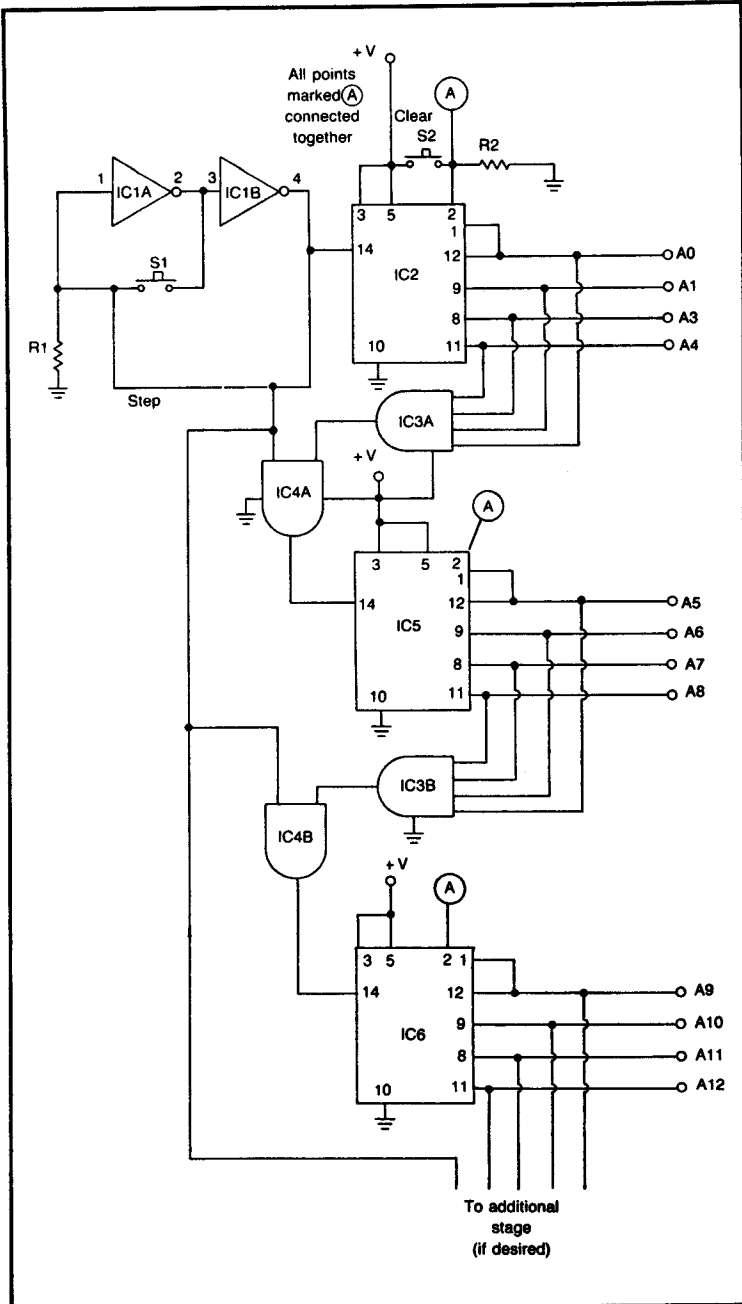 + V
All points
marked Ⓐ
connected
together
A
Clear
S2
R2
1
IC1A
2
3
IC1B
4
3
5
2
1
14
12
A0
IC2
9
A1
8
A3
10
11
A4
S1
R1
Step
IC3A
+ V
IC4A
A
3
5
2
1
14
12
A5
IC5
9
A6
8
A7
10
11
A8
IC3B
IC4B
+ V
A
3
5
2
1
14
12
A9
9
A10
IC6
8
A11
10
11
A12
To additional
stage
(if desired)